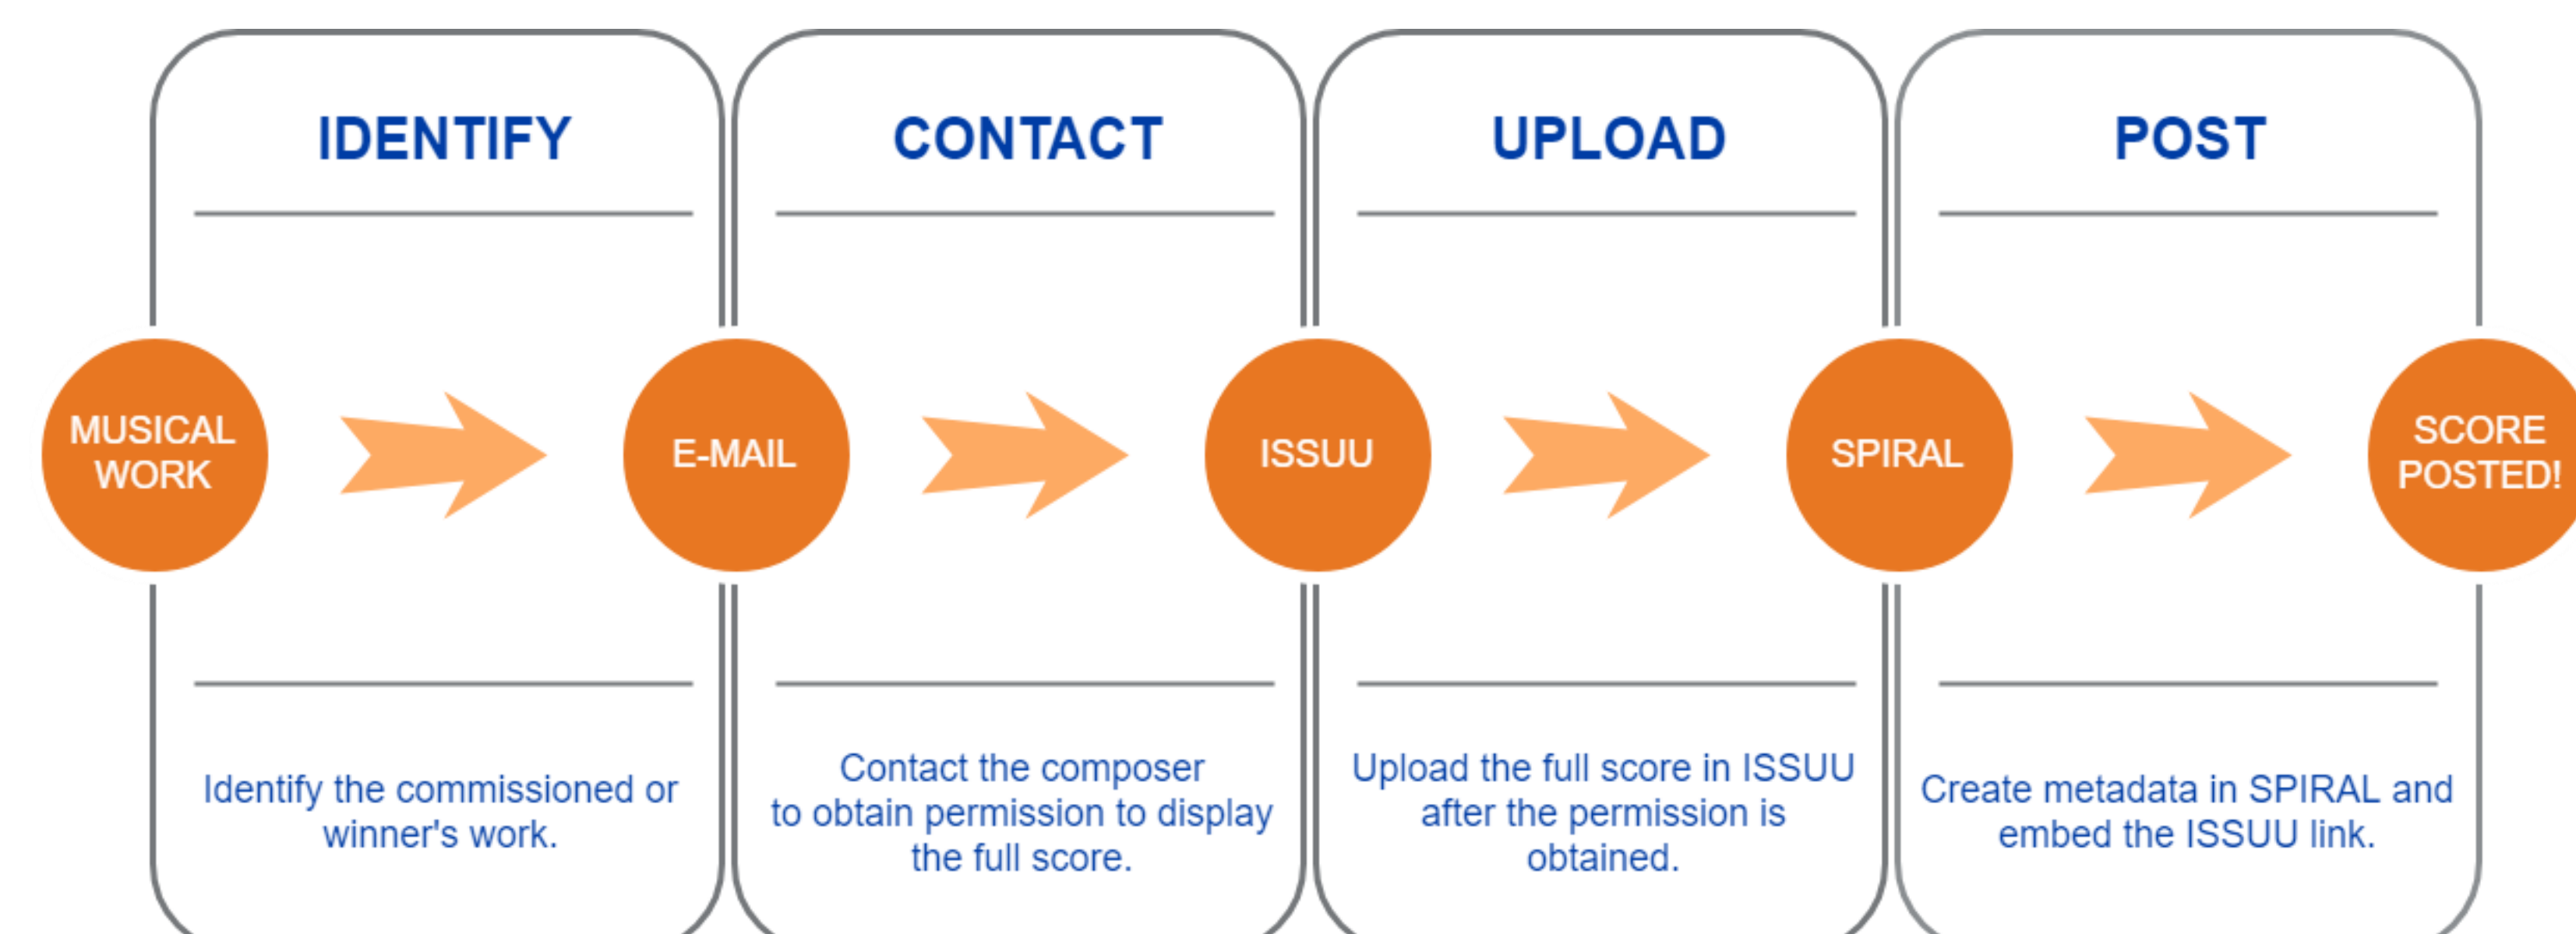 IDENTIFY
CONTACT
UPLOAD
POST
MUSICAL
WORK
E-MAIL
ISSUU
SPIRAL
SCORE
POSTED!
Identify the commissioned or
winner's work.
Contact the composer
to obtain permission to display
the full score.
Upload the full score in ISSUU
after the permission is
obtained.
Create metadata in SPIRAL and
embed the ISSUU link.